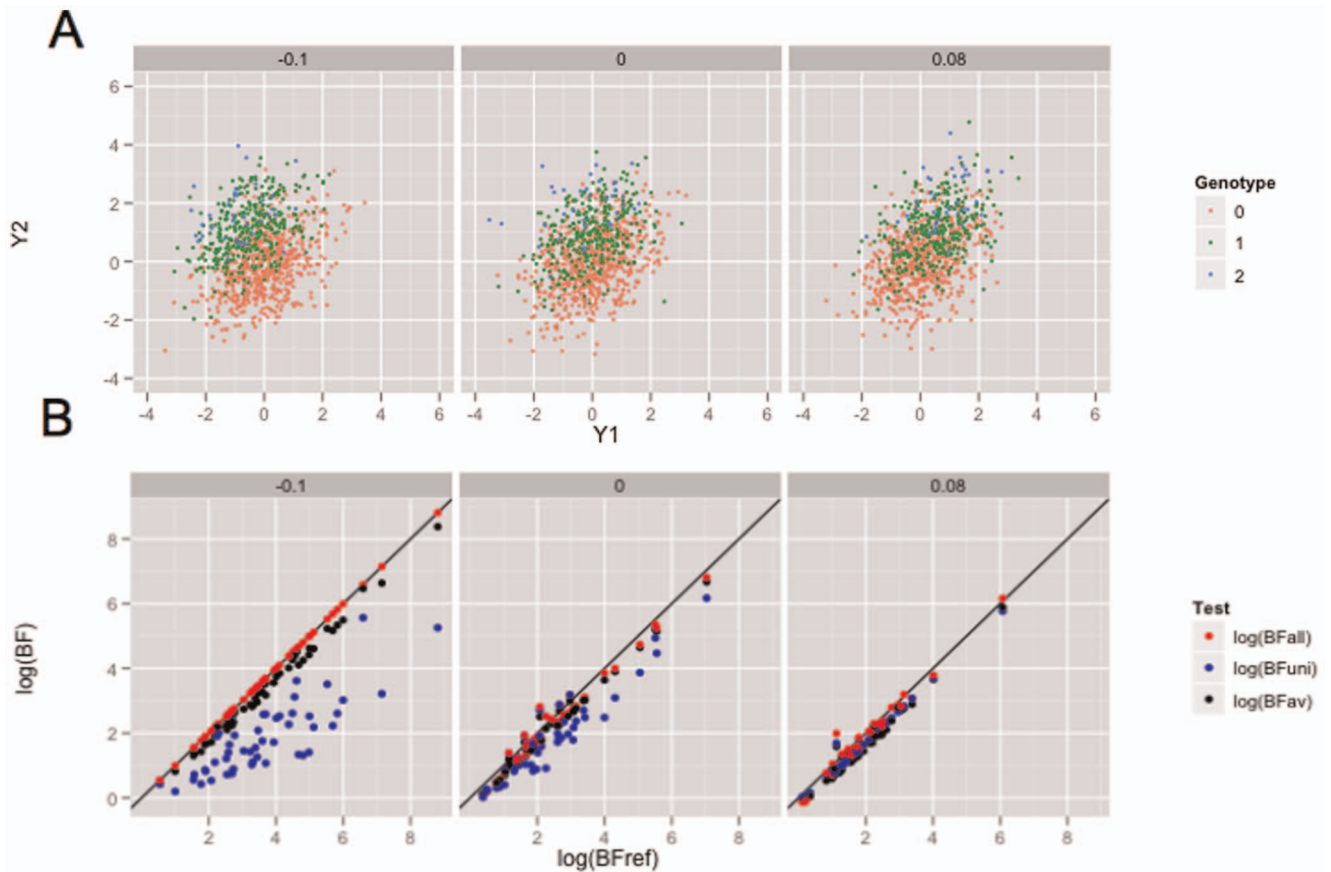 A
-0.1 0 0.08
6
4
2
0
-2
-4
Y2
-4 -2 0 2 4 6 -4 -2 0 2 4 6 -4 -2 0 2 4 6
Y1
Genotype
0
1
2
B
-0.1 0 0.08
8
6
4
2
0
log(BF)
2 4 6 8 2 4 6 8 2 4 6 8
log(BFref)
Test
log(BFall)
log(BFuni)
log(BFav)